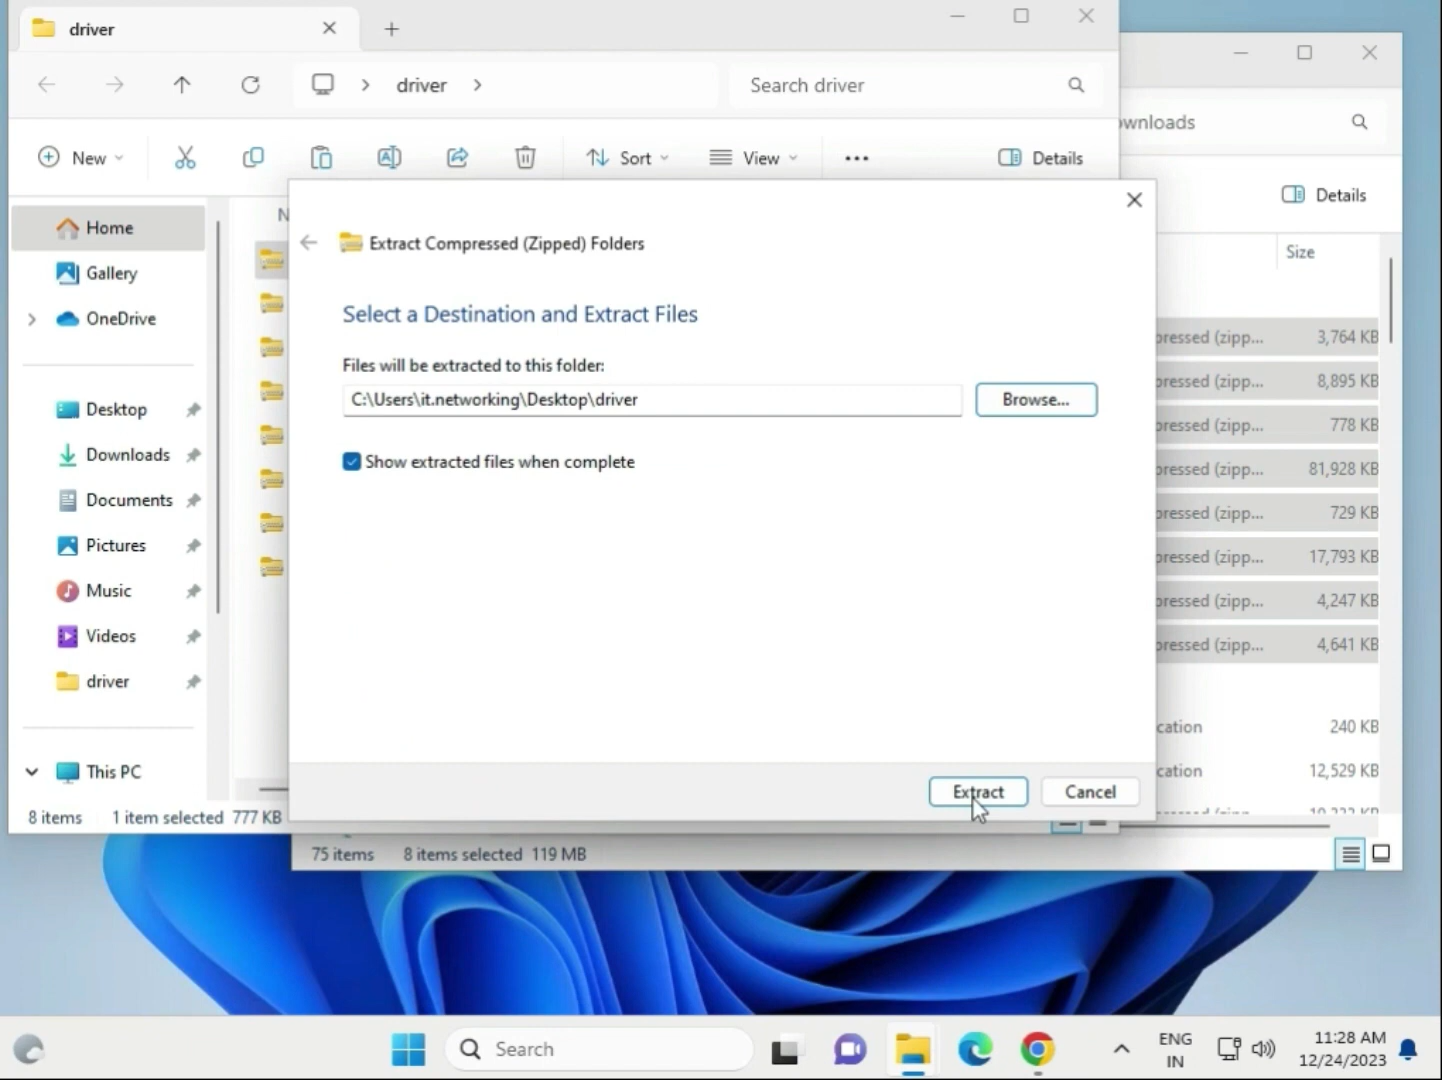 driver
driver
Search driver
New
Sort
View
Details
Home
Gallery
OneDrive
Desktop
Downloads
Documents
Pictures
Music
Videos
driver
This PC
8 items 1 item selected 777 KB
Extract Compressed (Zipped) Folders
Select a Destination and Extract Files
Files will be extracted to this folder:
C:\Users\it.networking\Desktop\driver
Browse...
Show extracted files when complete
Extract
Cancel
wnloads
Details
Size
pressed (zipp... 3,764 KB
pressed (zipp... 8,895 KB
pressed (zipp... 778 KB
pressed (zipp... 81,928 KB
pressed (zipp... 729 KB
pressed (zipp... 17,793 KB
pressed (zipp... 4,247 KB
pressed (zipp... 4,641 KB
cation 240 KB
cation 12,529 KB
75 items 8 items selected 119 MB
Search
ENG
IN
11:28 AM
12/24/2023